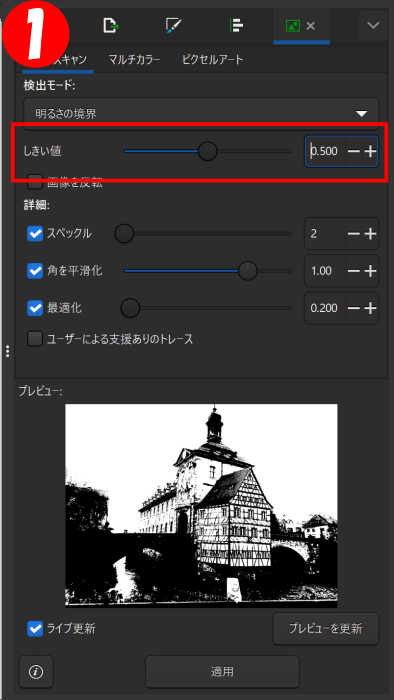 1
スキャン マルチカラー ピクセルアート
検出モード:
明るさの境界
しきい値 0.500
画像を反転
詳細:
スペックル 2
角を平滑化 1.00
最適化 0.200
ユーザーによる支援ありのトレース
プレビュー:
ライブ更新 プレビューを更新
適用